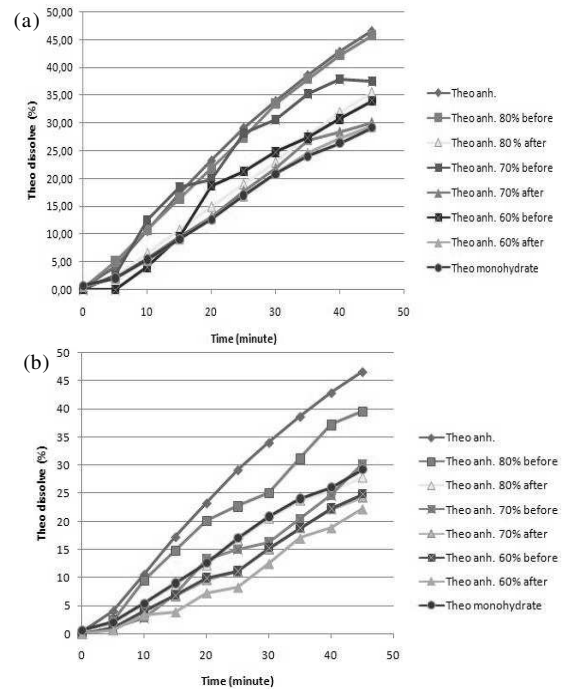 (a)
50,00
45,00
40,00
35,00
30,00
25,00
20,00
15,00
10,00
5,00
0,00
Theo dissolve (%)
0 10 20 30 40 50
Time (minute)
Theo anh.
Theo anh. 80% before
Theo anh. 80% after
Theo anh. 70% before
Theo anh. 70% after
Theo anh. 60% before
Theo anh. 60% after
Theo monohydrate
(b)
50
45
40
35
30
25
20
15
10
5
0
Theo dissolve (%)
0 10 20 30 40 50
Time (minute)
Theo anh.
Theo anh. 80% before
Theo anh. 80% after
Theo anh. 70% before
Theo anh. 70% after
Theo anh. 60% before
Theo anh. 60% after
Theo monohydrate